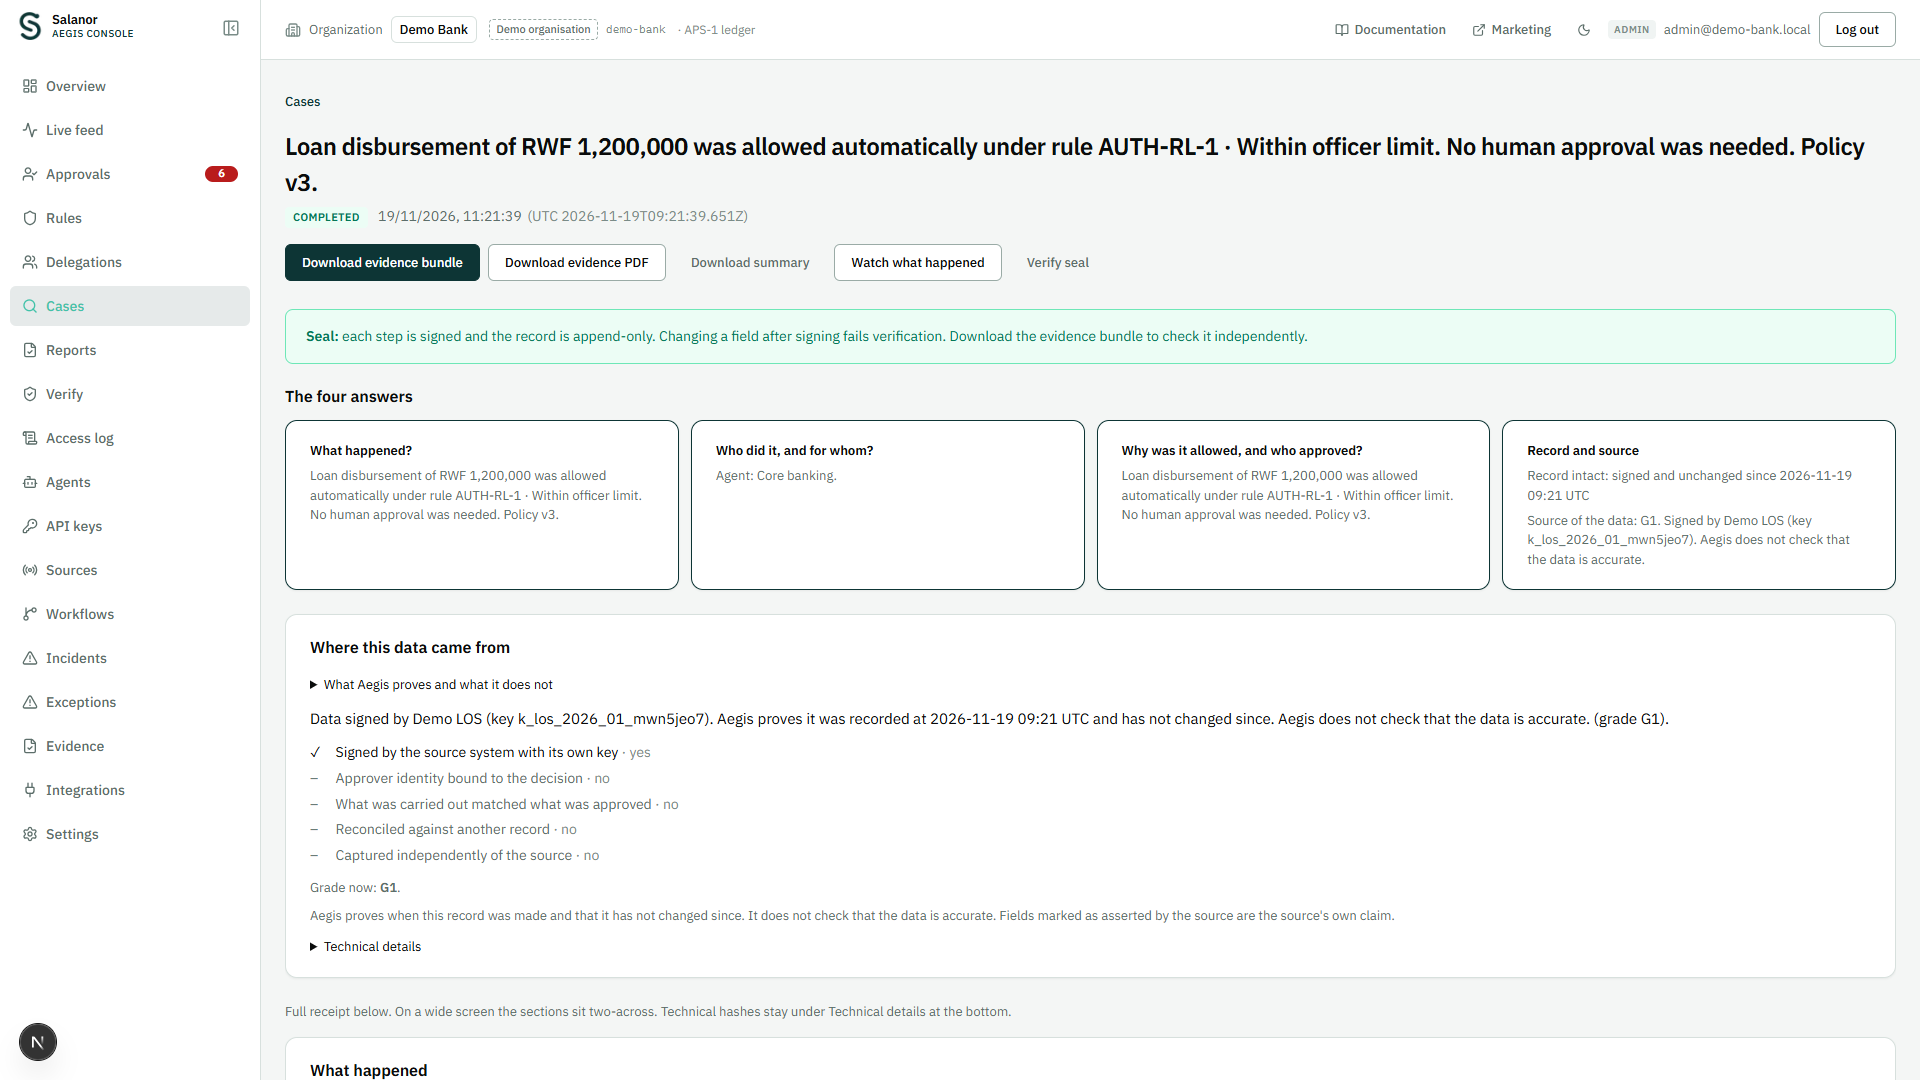 Salanor
AEGIS CONSOLE
Overview
Live feed
Approvals 6
Rules
Delegations
Cases
Reports
Verify
Access log
Agents
API keys
Sources
Workflows
Incidents
Exceptions
Evidence
Integrations
Settings
N
Organization Demo Bank Demo organisation demo-bank · APS-1 ledger
Documentation Marketing ADMIN admin@demo-bank.local Log out
Cases
Loan disbursement of RWF 1,200,000 was allowed automatically under rule AUTH-RL-1 · Within officer limit. No human approval was needed. Policy
v3.
COMPLETED 19/11/2026, 11:21:39 (UTC 2026-11-19T09:21:39.651Z)
Download evidence bundle Download evidence PDF Download summary Watch what happened Verify seal
Seal: each step is signed and the record is append-only. Changing a field after signing fails verification. Download the evidence bundle to check it independently.
The four answers
What happened?
Loan disbursement of RWF 1,200,000 was allowed
automatically under rule AUTH-RL-1 · Within officer limit.
No human approval was needed. Policy v3.
Who did it, and for whom?
Agent: Core banking.
Why was it allowed, and who approved?
Loan disbursement of RWF 1,200,000 was allowed
automatically under rule AUTH-RL-1 · Within officer limit.
No human approval was needed. Policy v3.
Record and source
Record intact: signed and unchanged since 2026-11-19
09:21 UTC
Source of the data: G1. Signed by Demo LOS (key
k_los_2026_01_mwn5jeo7). Aegis does not check that
the data is accurate.
Where this data came from
What Aegis proves and what it does not
Data signed by Demo LOS (key k_los_2026_01_mwn5jeo7). Aegis proves it was recorded at 2026-11-19 09:21 UTC and has not changed since. Aegis does not check that the data is accurate. (grade G1).
✓ Signed by the source system with its own key · yes
– Approver identity bound to the decision · no
– What was carried out matched what was approved · no
– Reconciled against another record · no
– Captured independently of the source · no
Grade now: G1.
Aegis proves when this record was made and that it has not changed since. It does not check that the data is accurate. Fields marked as asserted by the source are the source's own claim.
Technical details
Full receipt below. On a wide screen the sections sit two-across. Technical hashes stay under Technical details at the bottom.
What happened